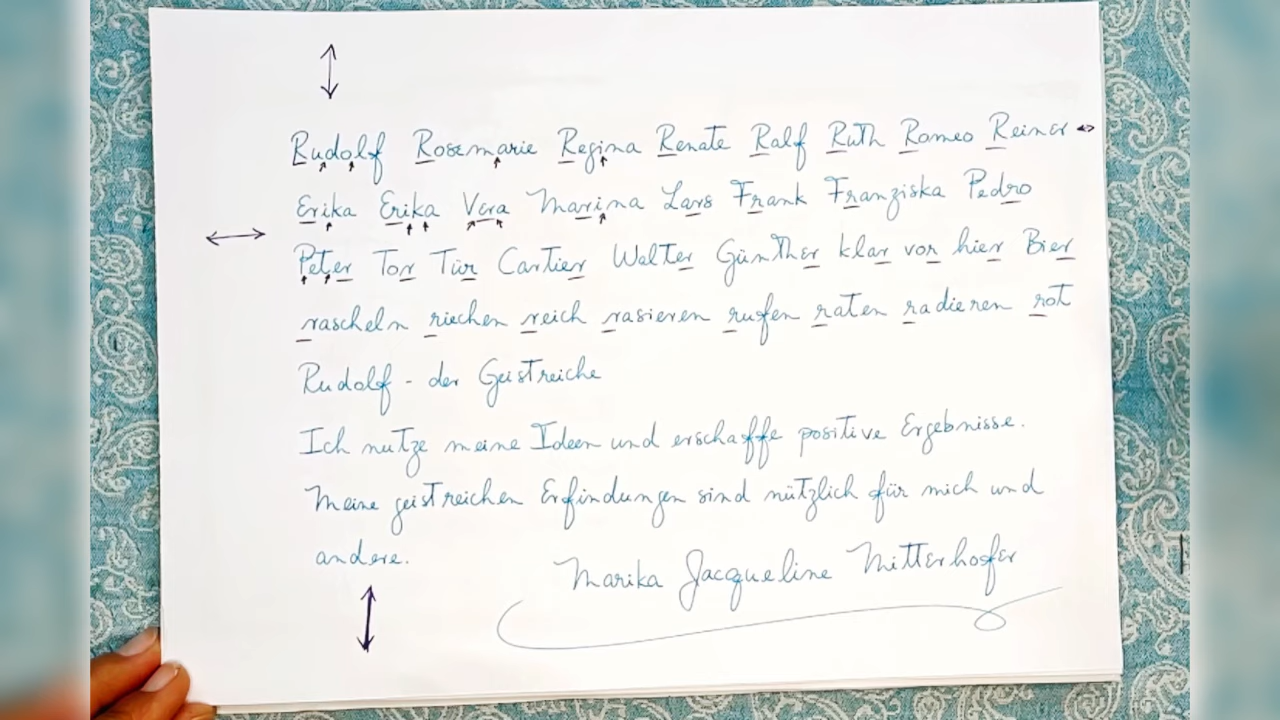 Rudolf Rosemarie Regina Renate Ralf Ruth Romeo Reiner
Erika Erika Vera Marina Lars Frank Franziska Pedro
Peter Tor Tür Cartier Walter Günther klar vor hier Bier
rascheln riechen reich rasieren rufen raten radieren rot
Rudolf - der Geistreiche
Ich nutze meine Ideen und erschaffe positive Ergebnisse.
Meine geistreichen Erfindungen sind nützlich für mich und
andere.
Marika Jacqueline Mitterhofer